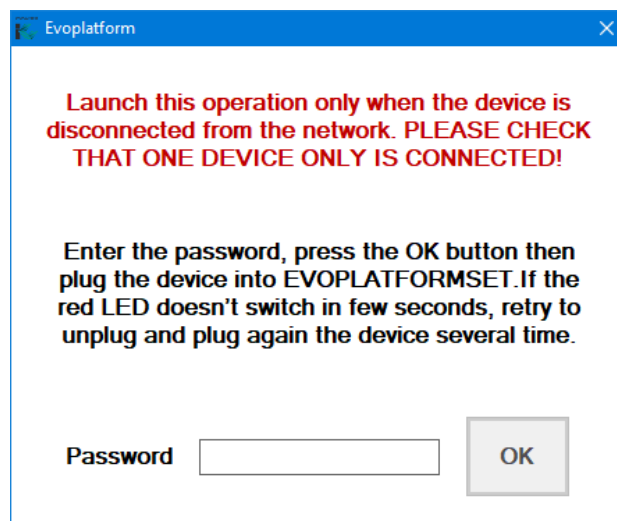 Evoplatform
Launch this operation only when the device is
disconnected from the network. PLEASE CHECK
THAT ONE DEVICE ONLY IS CONNECTED!
Enter the password, press the OK button then
plug the device into EVOPLATFORMSET.If the
red LED doesn't switch in few seconds, retry to
unplug and plug again the device several time.
Password
OK